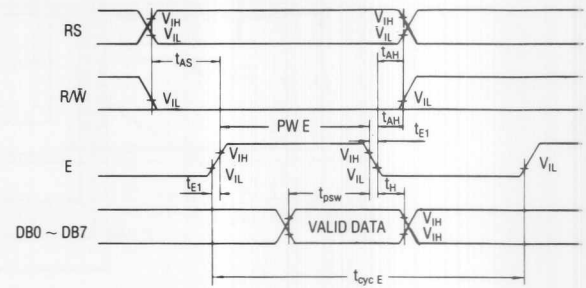 RS
V_IH
V_IL
V_IH
V_IL
t_AS
t_AH
R/W̄
V_IL
V_IL
t_AH
PW E
t_E1
E
V_IH
V_IL
V_IH
V_IL
V_IL
t_E1
t_psw
t_H
DB0 ~ DB7
VALID DATA
V_IH
V_IH
t_cyc E